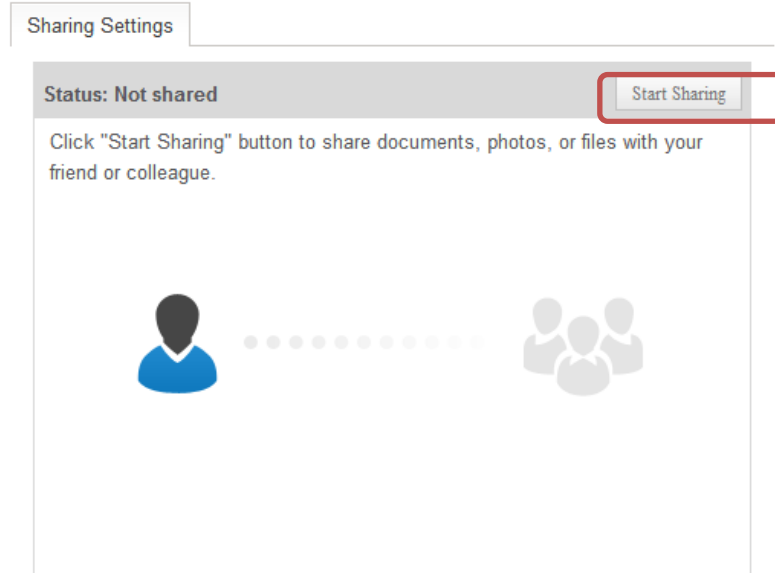 Sharing Settings
Status: Not shared
Start Sharing
Click "Start Sharing" button to share documents, photos, or files with your
friend or colleague.